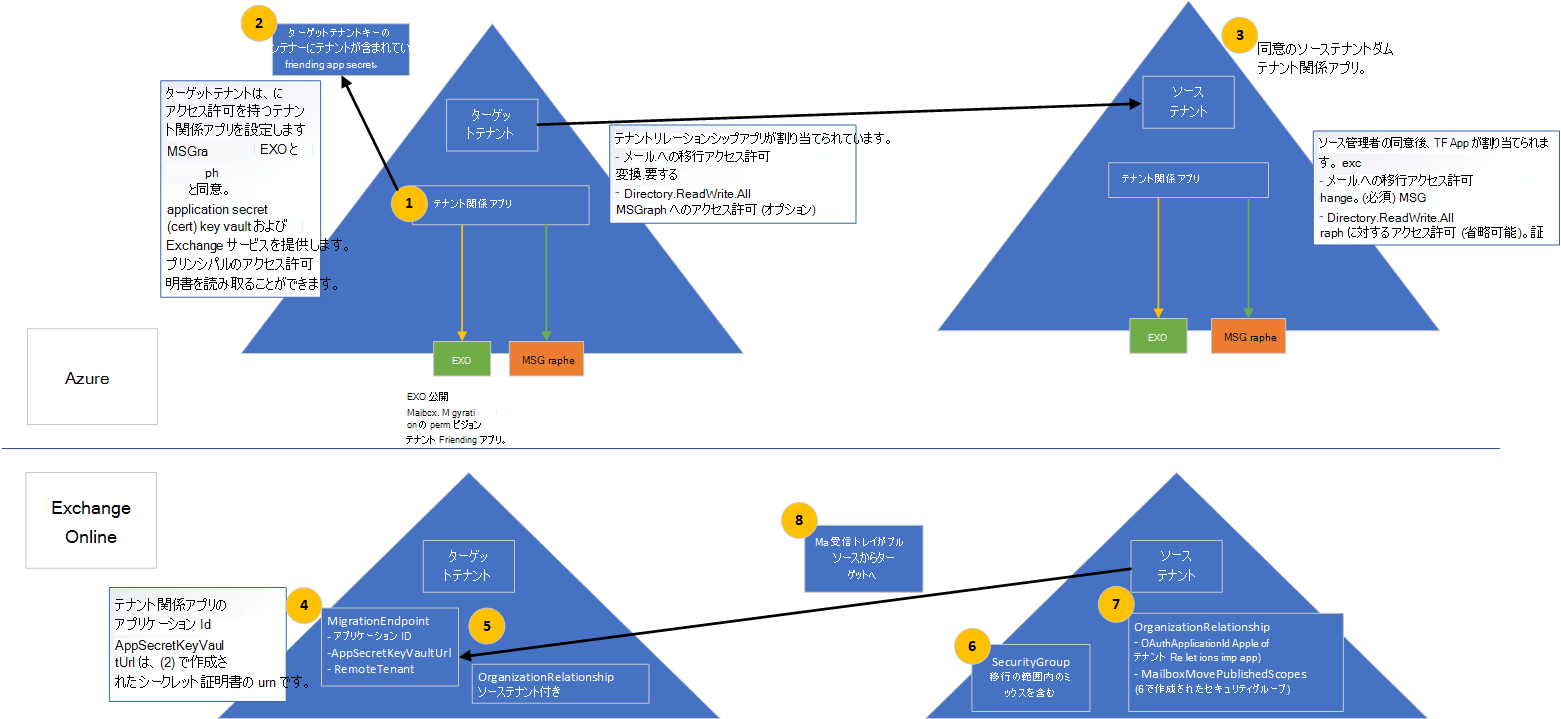 2
ターゲットテナントキーの
ンテナーにテナントが含まれてい
friending app secret。
ターゲットテナントは、に
アクセス許可を持つテナン
ト関係アプリを設定します
MSGra EXOと
ph
と同意。
application secret
(cert) key vault および
Exchange サービスを提供します。
プリンシパルのアクセス許可
明書を読み取ることができます。
ターゲッ
トテナント
1
テナント関係アプリ
テナントリレーションシップアプリが割り当てられています。
- メール.への移行アクセス許可
変換.要する
- Directory.ReadWrite.All
MSGraph へのアクセス許可 (オプション)
EXO
MSG raphe
EXO 公開
Maibcx. M gyrati
onの perm ビジョン
テナント Friending アプリ。
3
同意のソーステナントダム
テナント関係アプリ。
ソース
テナント
テナント関係アプリ
ソース管理者の同意後、TF App が割り当てられま
す。exc
- メール.への移行アクセス許可
hange。(必須) MSG
- Directory.ReadWrite.All
raph に対するアクセス許可 (省略可能)。証
EXO
MSG raphe
Azure
Exchange
Online
ターゲッ
トテナント
テナント関係アプリの
アプリケーション Id
AppSecretKeyVaul
tUrl は、(2) で作成さ
れたシークレット証明書の urn です。
4
MigrationEndpoint
- アプリケーション ID
-AppSecretKeyVaultUrl
- RemoteTenant
5
OrganizationRelationship
ソーステナント付き
8
Ma 受信トレイがプル
ソースからター
ゲットへ
ソース
テナント
6
SecurityGroup
移行の範囲内のミ
ックスを含む
7
OrganizationRelationship
- OAuthApplicationId Apple of
テナント Re let ions imp app)
- MailboxMovePublishedScopes
(6で作成されたセキュリティグループ)